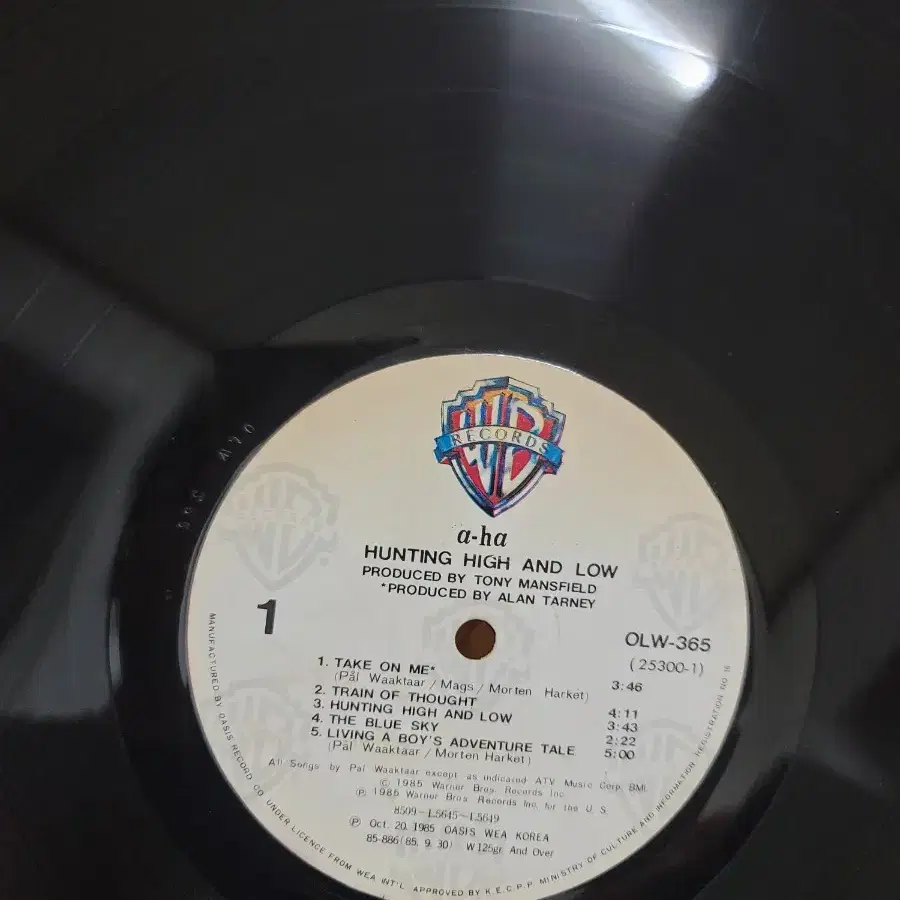 WB
RECORDS
a-ha
HUNTING HIGH AND LOW
PRODUCED BY TONY MANSFIELD
*PRODUCED BY ALAN TARNEY
1
OLW-365
(25300-1)
1. TAKE ON ME* 3:46
(Pål Waaktaar / Mags / Morten Harket)
2. TRAIN OF THOUGHT 4:11
3. HUNTING HIGH AND LOW 3:43
4. THE BLUE SKY 2:22
5. LIVING A BOY'S ADVENTURE TALE 5:00
(Pål Waaktaar / Morten Harket)
All Songs by Pal Waaktaar except as indicated ATV Music Corp. BMI.
© 1985 Warner Bros. Records Inc.
Ⓟ 1985 Warner Bros. Records Inc. for the U.S.
8509-L5645~L5649
Ⓟ Oct. 20. 1985 OASIS WEA KOREA
85-886(85. 9. 30) W 125gr. And Over
MANUFACTURED BY OASIS RECORD CO. UNDER LICENCE FROM WEA INT'L. APPROVED BY K.E.C.P.P. MINISTRY OF CULTURE AND INFORMATION REGISTRATION NO 16